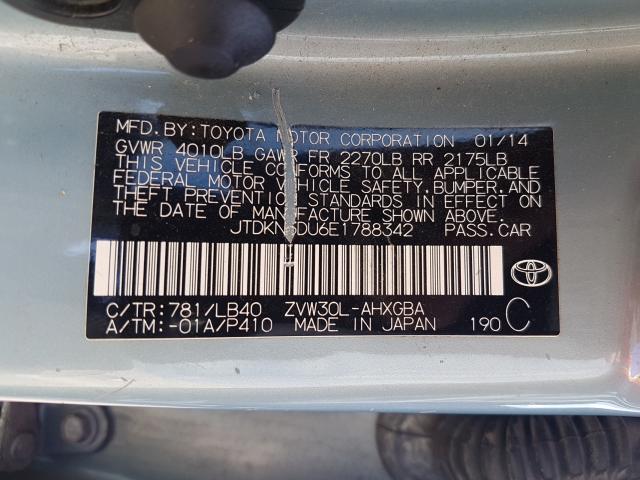 MFD. BY: TOYOTA MOTOR CORPORATION 01/14
GVWR 4010LB GAWR FR 2270LB RR 2175LB
THIS VEHICLE CONFORMS TO ALL APPLICABLE
FEDERAL MOTOR VEHICLE SAFETY, BUMPER, AND
THEFT PREVENTION STANDARDS IN EFFECT ON
THE DATE OF MANUFACTURE SHOWN ABOVE.
JTDKN3DU6E1788342 PASS. CAR
C/TR: 781/LB40 ZVW30L-AHXGBA
A/TM: -01A/P410 MADE IN JAPAN 190 C